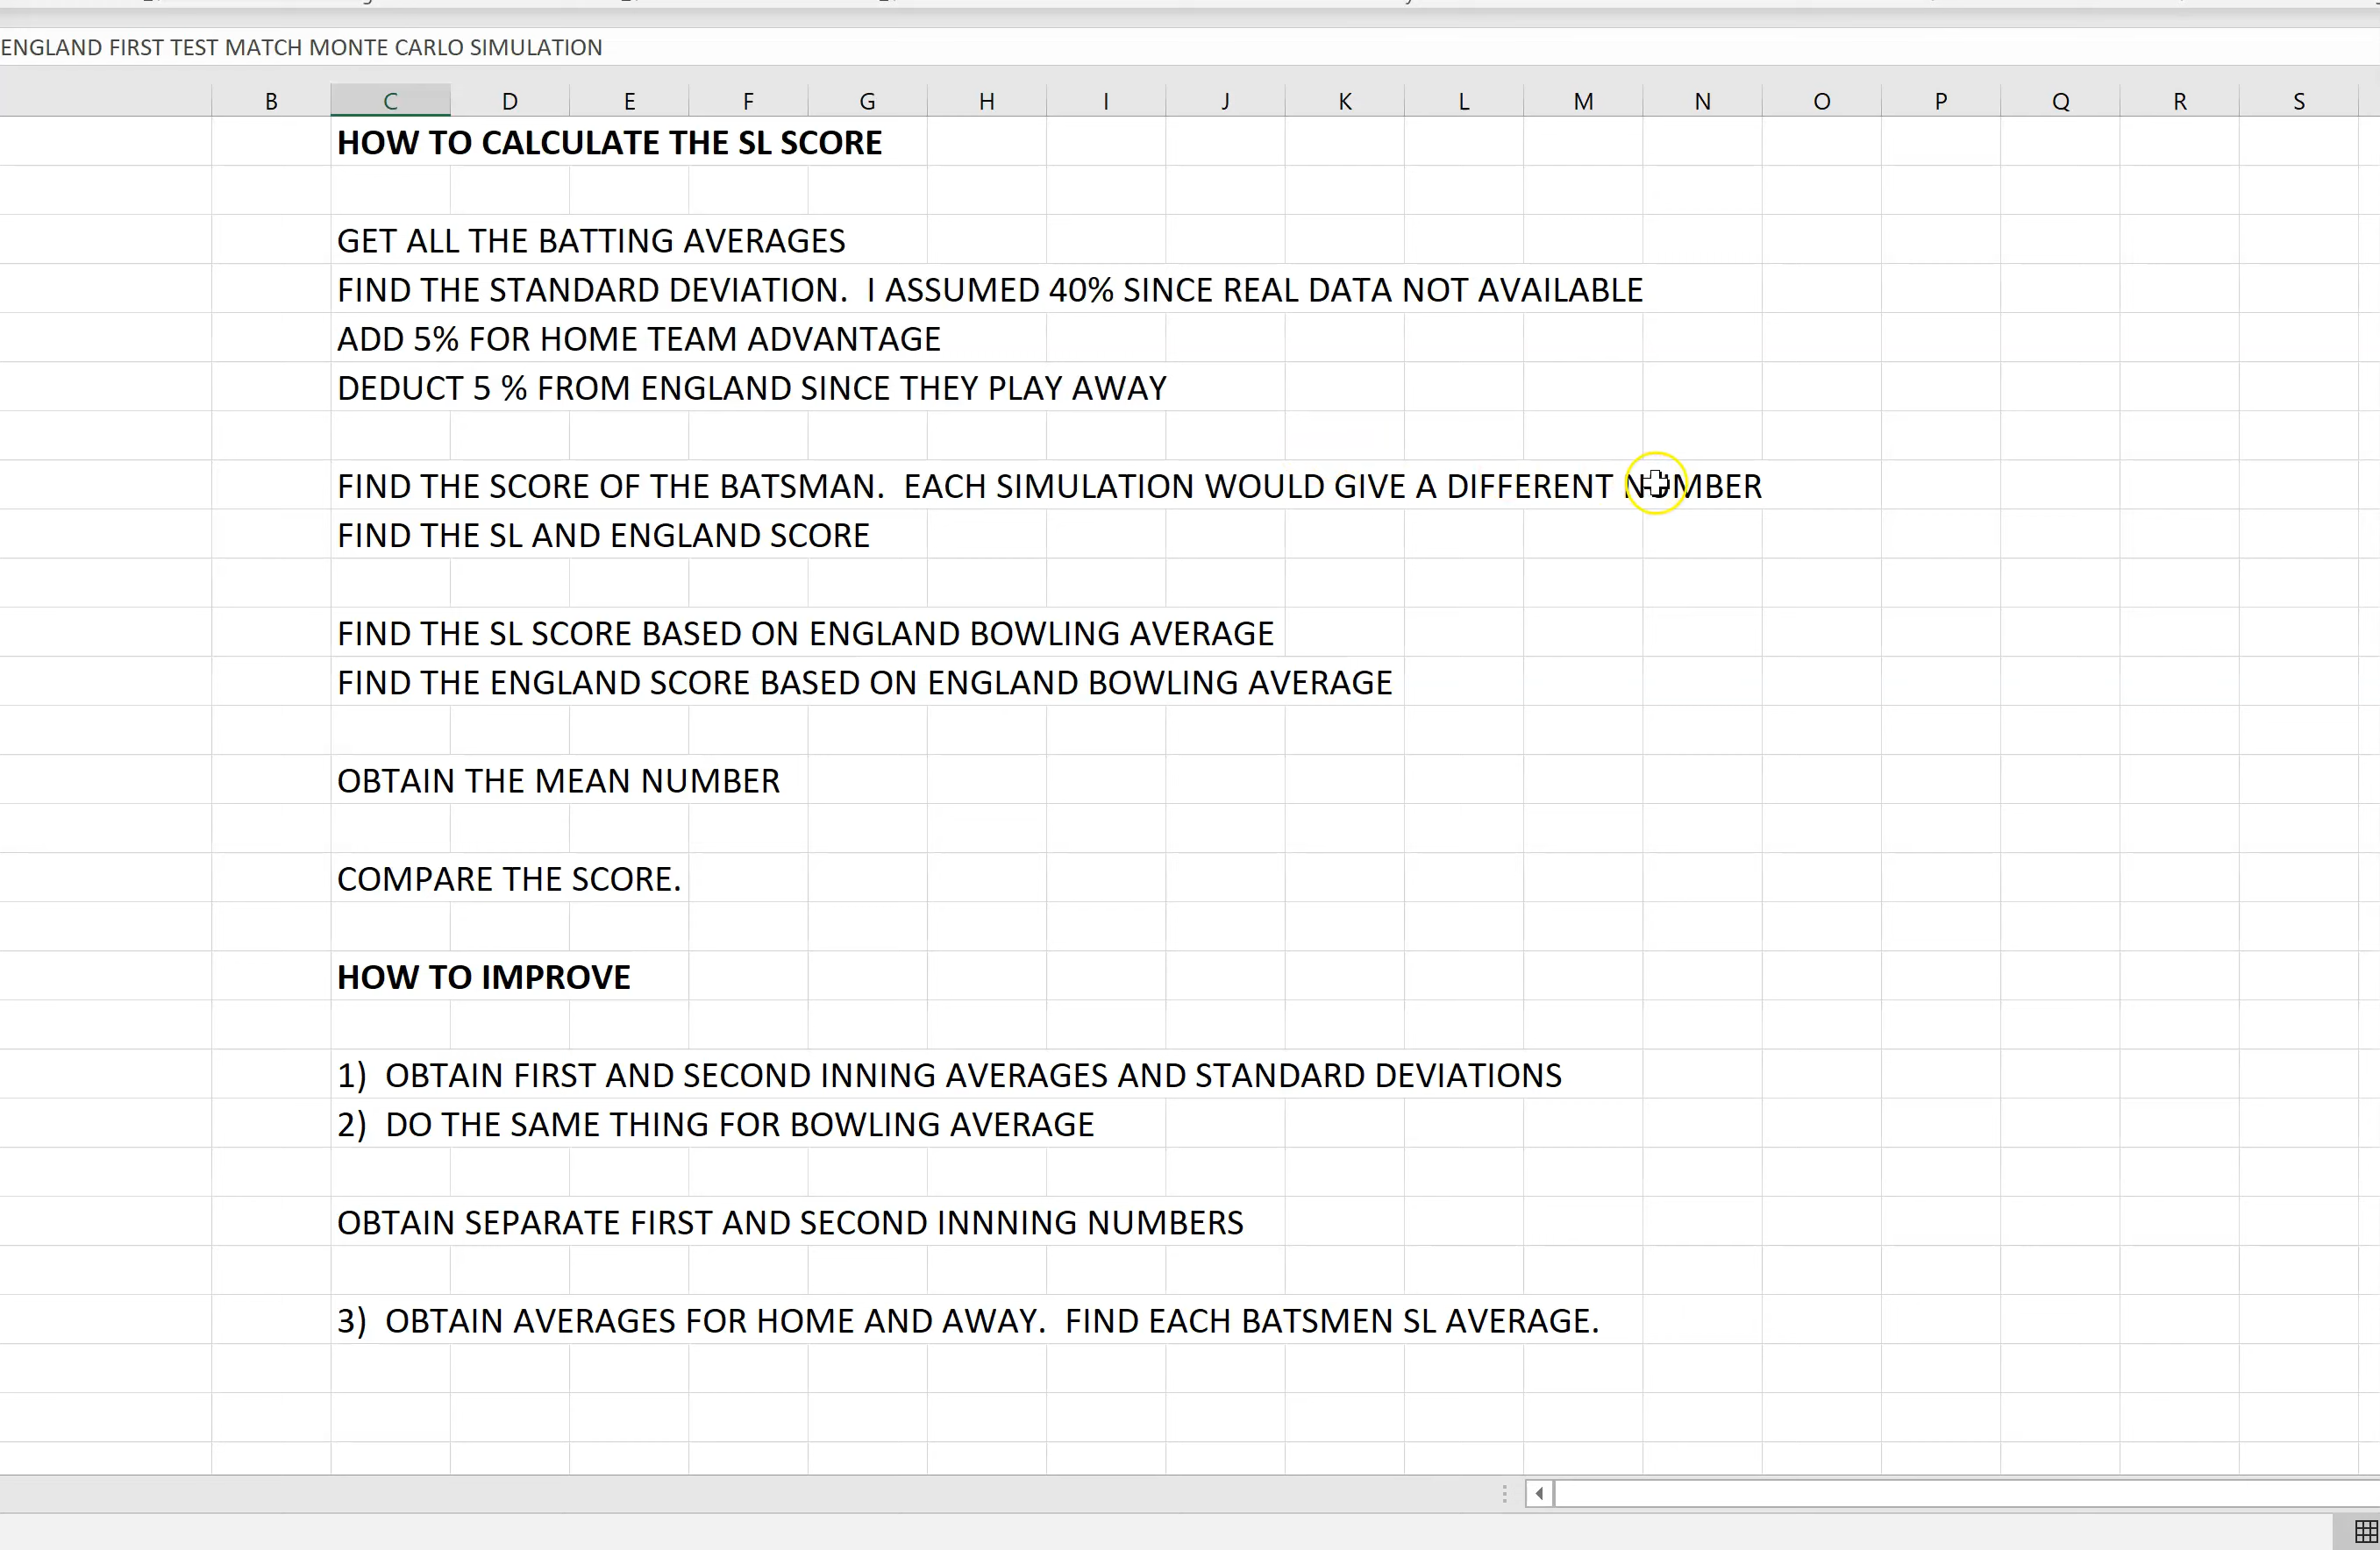 ENGLAND FIRST TEST MATCH MONTE CARLO SIMULATION
B C D E F G H I J K L M N O P Q R S
HOW TO CALCULATE THE SL SCORE
GET ALL THE BATTING AVERAGES
FIND THE STANDARD DEVIATION.  I ASSUMED 40% SINCE REAL DATA NOT AVAILABLE
ADD 5% FOR HOME TEAM ADVANTAGE
DEDUCT 5 % FROM ENGLAND SINCE THEY PLAY AWAY
FIND THE SCORE OF THE BATSMAN.  EACH SIMULATION WOULD GIVE A DIFFERENT NUMBER
FIND THE SL AND ENGLAND SCORE
FIND THE SL SCORE BASED ON ENGLAND BOWLING AVERAGE
FIND THE ENGLAND SCORE BASED ON ENGLAND BOWLING AVERAGE
OBTAIN THE MEAN NUMBER
COMPARE THE SCORE.
HOW TO IMPROVE
1)  OBTAIN FIRST AND SECOND INNING AVERAGES AND STANDARD DEVIATIONS
2)  DO THE SAME THING FOR BOWLING AVERAGE
OBTAIN SEPARATE FIRST AND SECOND INNNING NUMBERS
3)  OBTAIN AVERAGES FOR HOME AND AWAY.  FIND EACH BATSMEN SL AVERAGE.